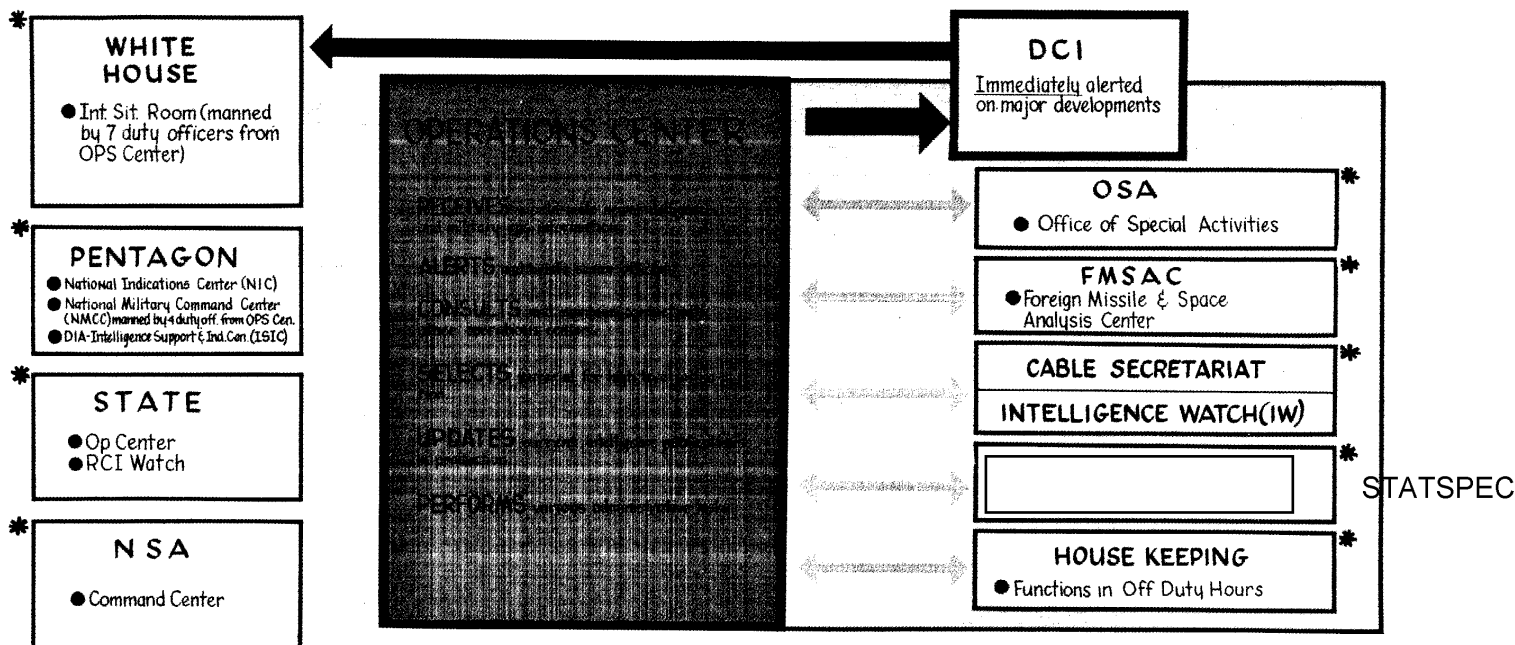 *
WHITE
HOUSE
● Int. Sit. Room (manned
by 7 duty officers from
OPS Center)
*
PENTAGON
● National Indications Center (NIC)
● National Military Command Center
(NMCC) manned by 4 duty off. from OPS Cen.
● DIA-Intelligence Support & Ind. Cen. (ISIC)
*
STATE
● Op Center
● RCI Watch
*
NSA
● Command Center
OPERATIONS CENTER
RECEIVES
ALERTS
CONSULTS
SELECTS
UPDATES
PERFORMS
DCI
Immediately alerted
on major developments
*
OSA
● Office of Special Activities
*
FMSAC
● Foreign Missile & Space
Analysis Center
*
CABLE SECRETARIAT
INTELLIGENCE WATCH(IW)
*
STATSPEC
*
HOUSE KEEPING
● Functions in Off Duty Hours